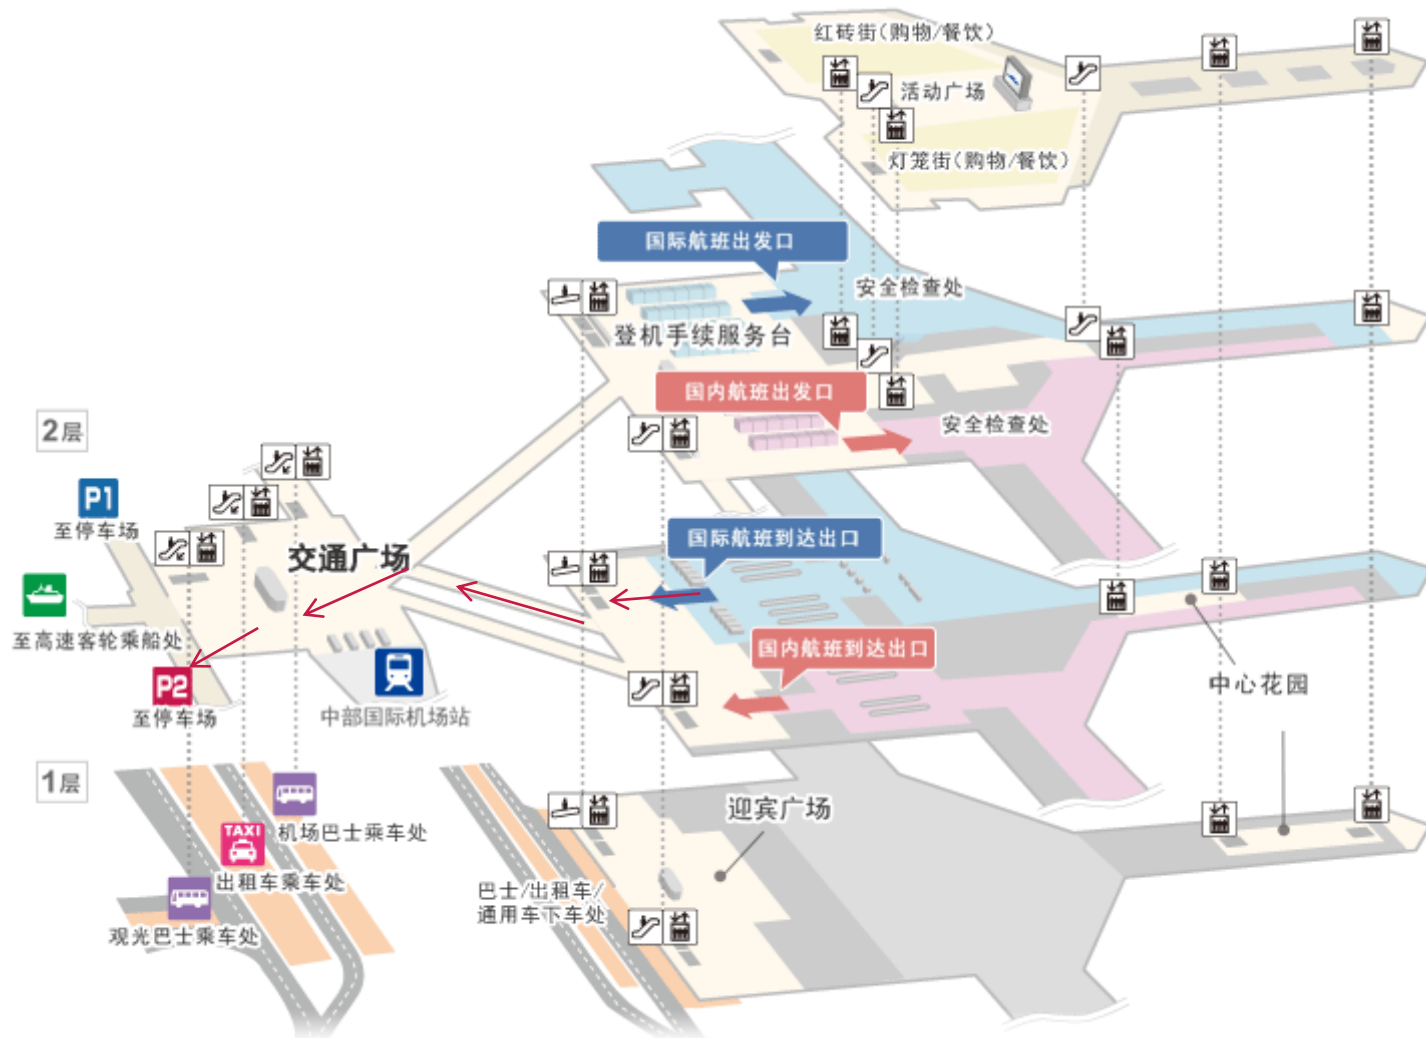 红砖街(购物/餐饮)
活动广场
灯笼街(购物/餐饮)
国际航班出发口
安全检查处
登机手续服务台
国内航班出发口
安全检查处
2层
P1
至停车场
交通广场
国际航班到达出口
至高速客轮乘船处
国内航班到达出口
P2
至停车场
中部国际机场站
中心花园
1层
机场巴士乘车处
TAXI
出租车乘车处
观光巴士乘车处
迎宾广场
巴士/出租车/
通用车下车处